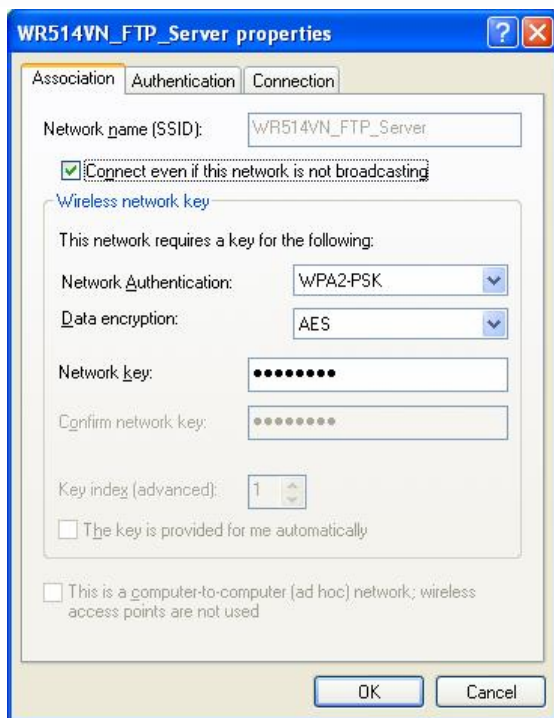 WR514VN_FTP_Server properties
Association Authentication Connection
Network name (SSID): WR514VN_FTP_Server
Connect even if this network is not broadcasting
Wireless network key
This network requires a key for the following:
Network Authentication: WPA2-PSK
Data encryption: AES
Network key: ••••••••
Confirm network key: ••••••••
Key index (advanced): 1
The key is provided for me automatically
This is a computer-to-computer (ad hoc) network; wireless
access points are not used
OK Cancel